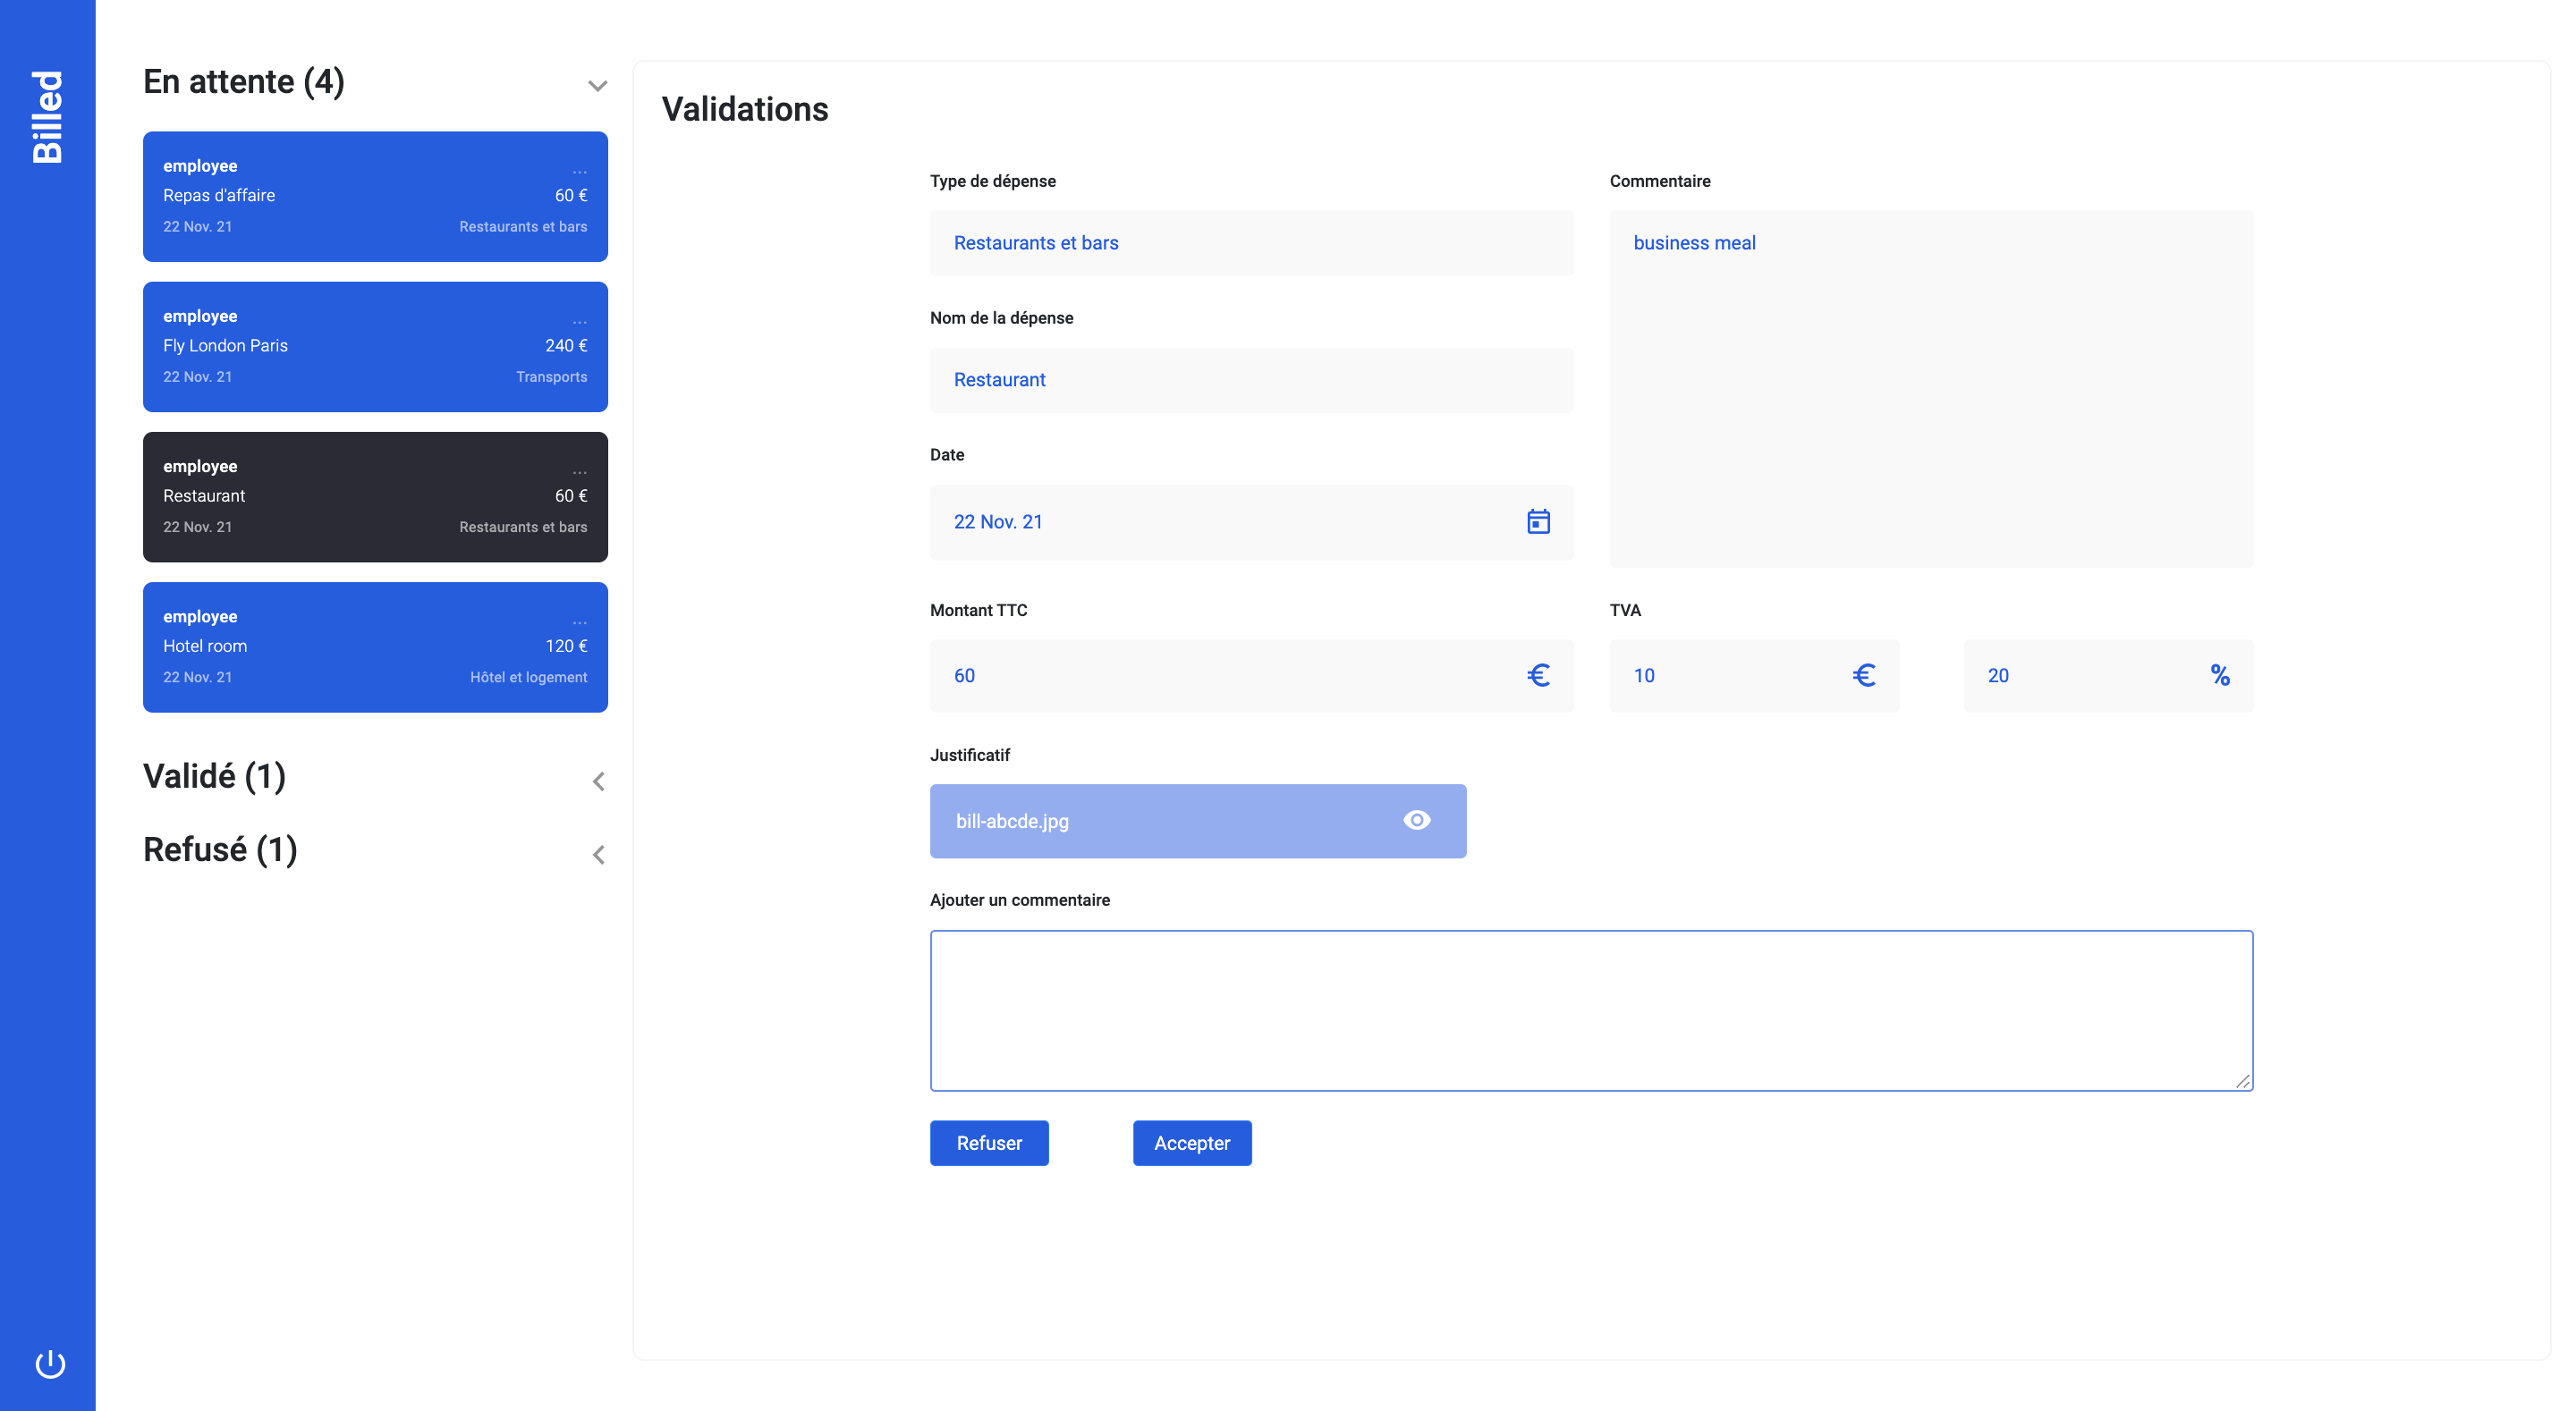 Billed
En attente (4)
employee ...
Repas d'affaire 60 €
22 Nov. 21 Restaurants et bars
employee ...
Fly London Paris 240 €
22 Nov. 21 Transports
employee ...
Restaurant 60 €
22 Nov. 21 Restaurants et bars
employee ...
Hotel room 120 €
22 Nov. 21 Hôtel et logement
Validé (1)
Refusé (1)
Validations
Type de dépense
Restaurants et bars
Nom de la dépense
Restaurant
Date
22 Nov. 21
Commentaire
business meal
Montant TTC
60 €
TVA
10 € 20 %
Justificatif
bill-abcde.jpg
Ajouter un commentaire
Refuser Accepter